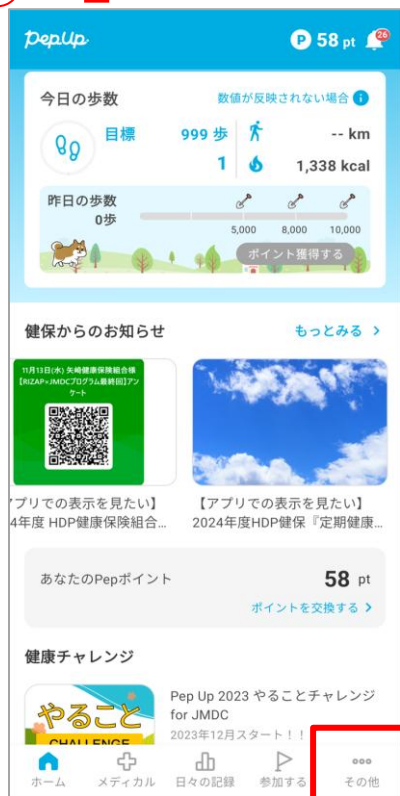 PepUp
P 58 pt 26
今日の歩数
数値が反映されない場合 i
目標 999 歩 -- km
1 1,338 kcal
昨日の歩数
0歩
5,000 8,000 10,000
ポイント獲得する
健保からのお知らせ
もっとみる >
11月13日(水) 矢崎健康保険組合様
【RIZAP×JMDCプログラム最終回】アン
ケート
アプリでの表示を見たい】
4年度 HDP健康保険組合…
【アプリでの表示を見たい】
2024年度HDP健保『定期健康…
あなたのPepポイント
58 pt
ポイントを交換する >
健康チャレンジ
やること
CHALLENGE
Pep Up 2023 やることチャレンジ
for JMDC
2023年12月スタート！！
ホーム メディカル 日々の記録 参加する その他